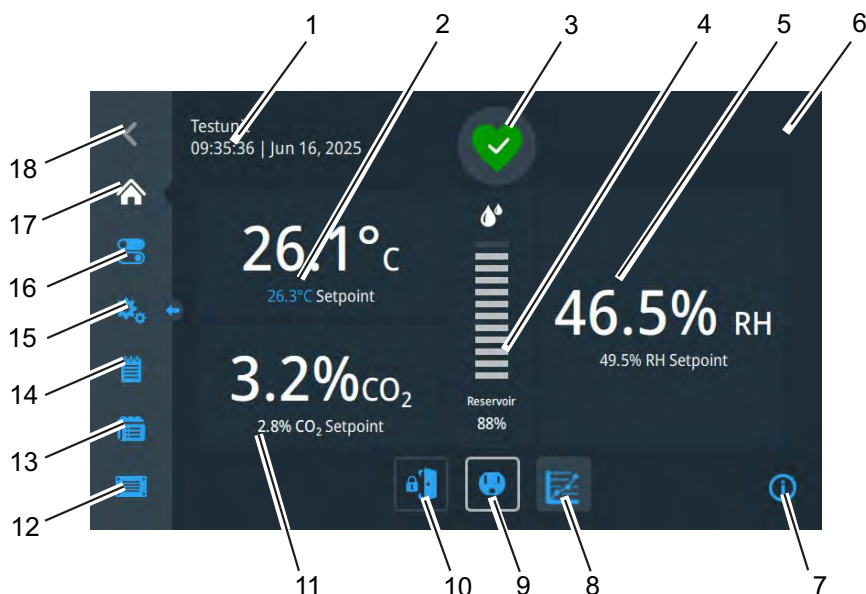 1 2 3 4 5 6
Testunit
09:35:36 | Jun 16, 2025
18
17
16
15
14
13
12
26.1°C
26.3°C Setpoint
3.2%CO₂
2.8% CO₂ Setpoint
Reservoir
88%
46.5% RH
49.5% RH Setpoint
11 10 9 8 7